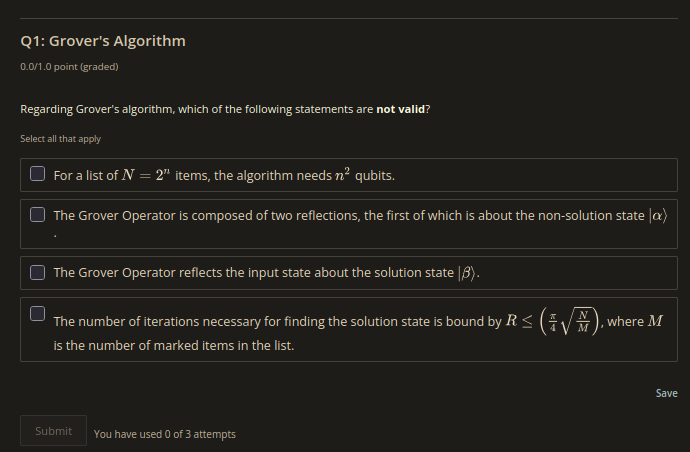 Q1: Grover's Algorithm
0.0/1.0 point (graded)
Regarding Grover's algorithm, which of the following statements are not valid?
Select all that apply
For a list of N = 2ⁿ items, the algorithm needs n² qubits.
The Grover Operator is composed of two reflections, the first of which is about the non-solution state |α⟩
.
The Grover Operator reflects the input state about the solution state |β⟩.
The number of iterations necessary for finding the solution state is bound by R ≤ (π/4 √(N/M)), where M
is the number of marked items in the list.
Save
Submit You have used 0 of 3 attempts